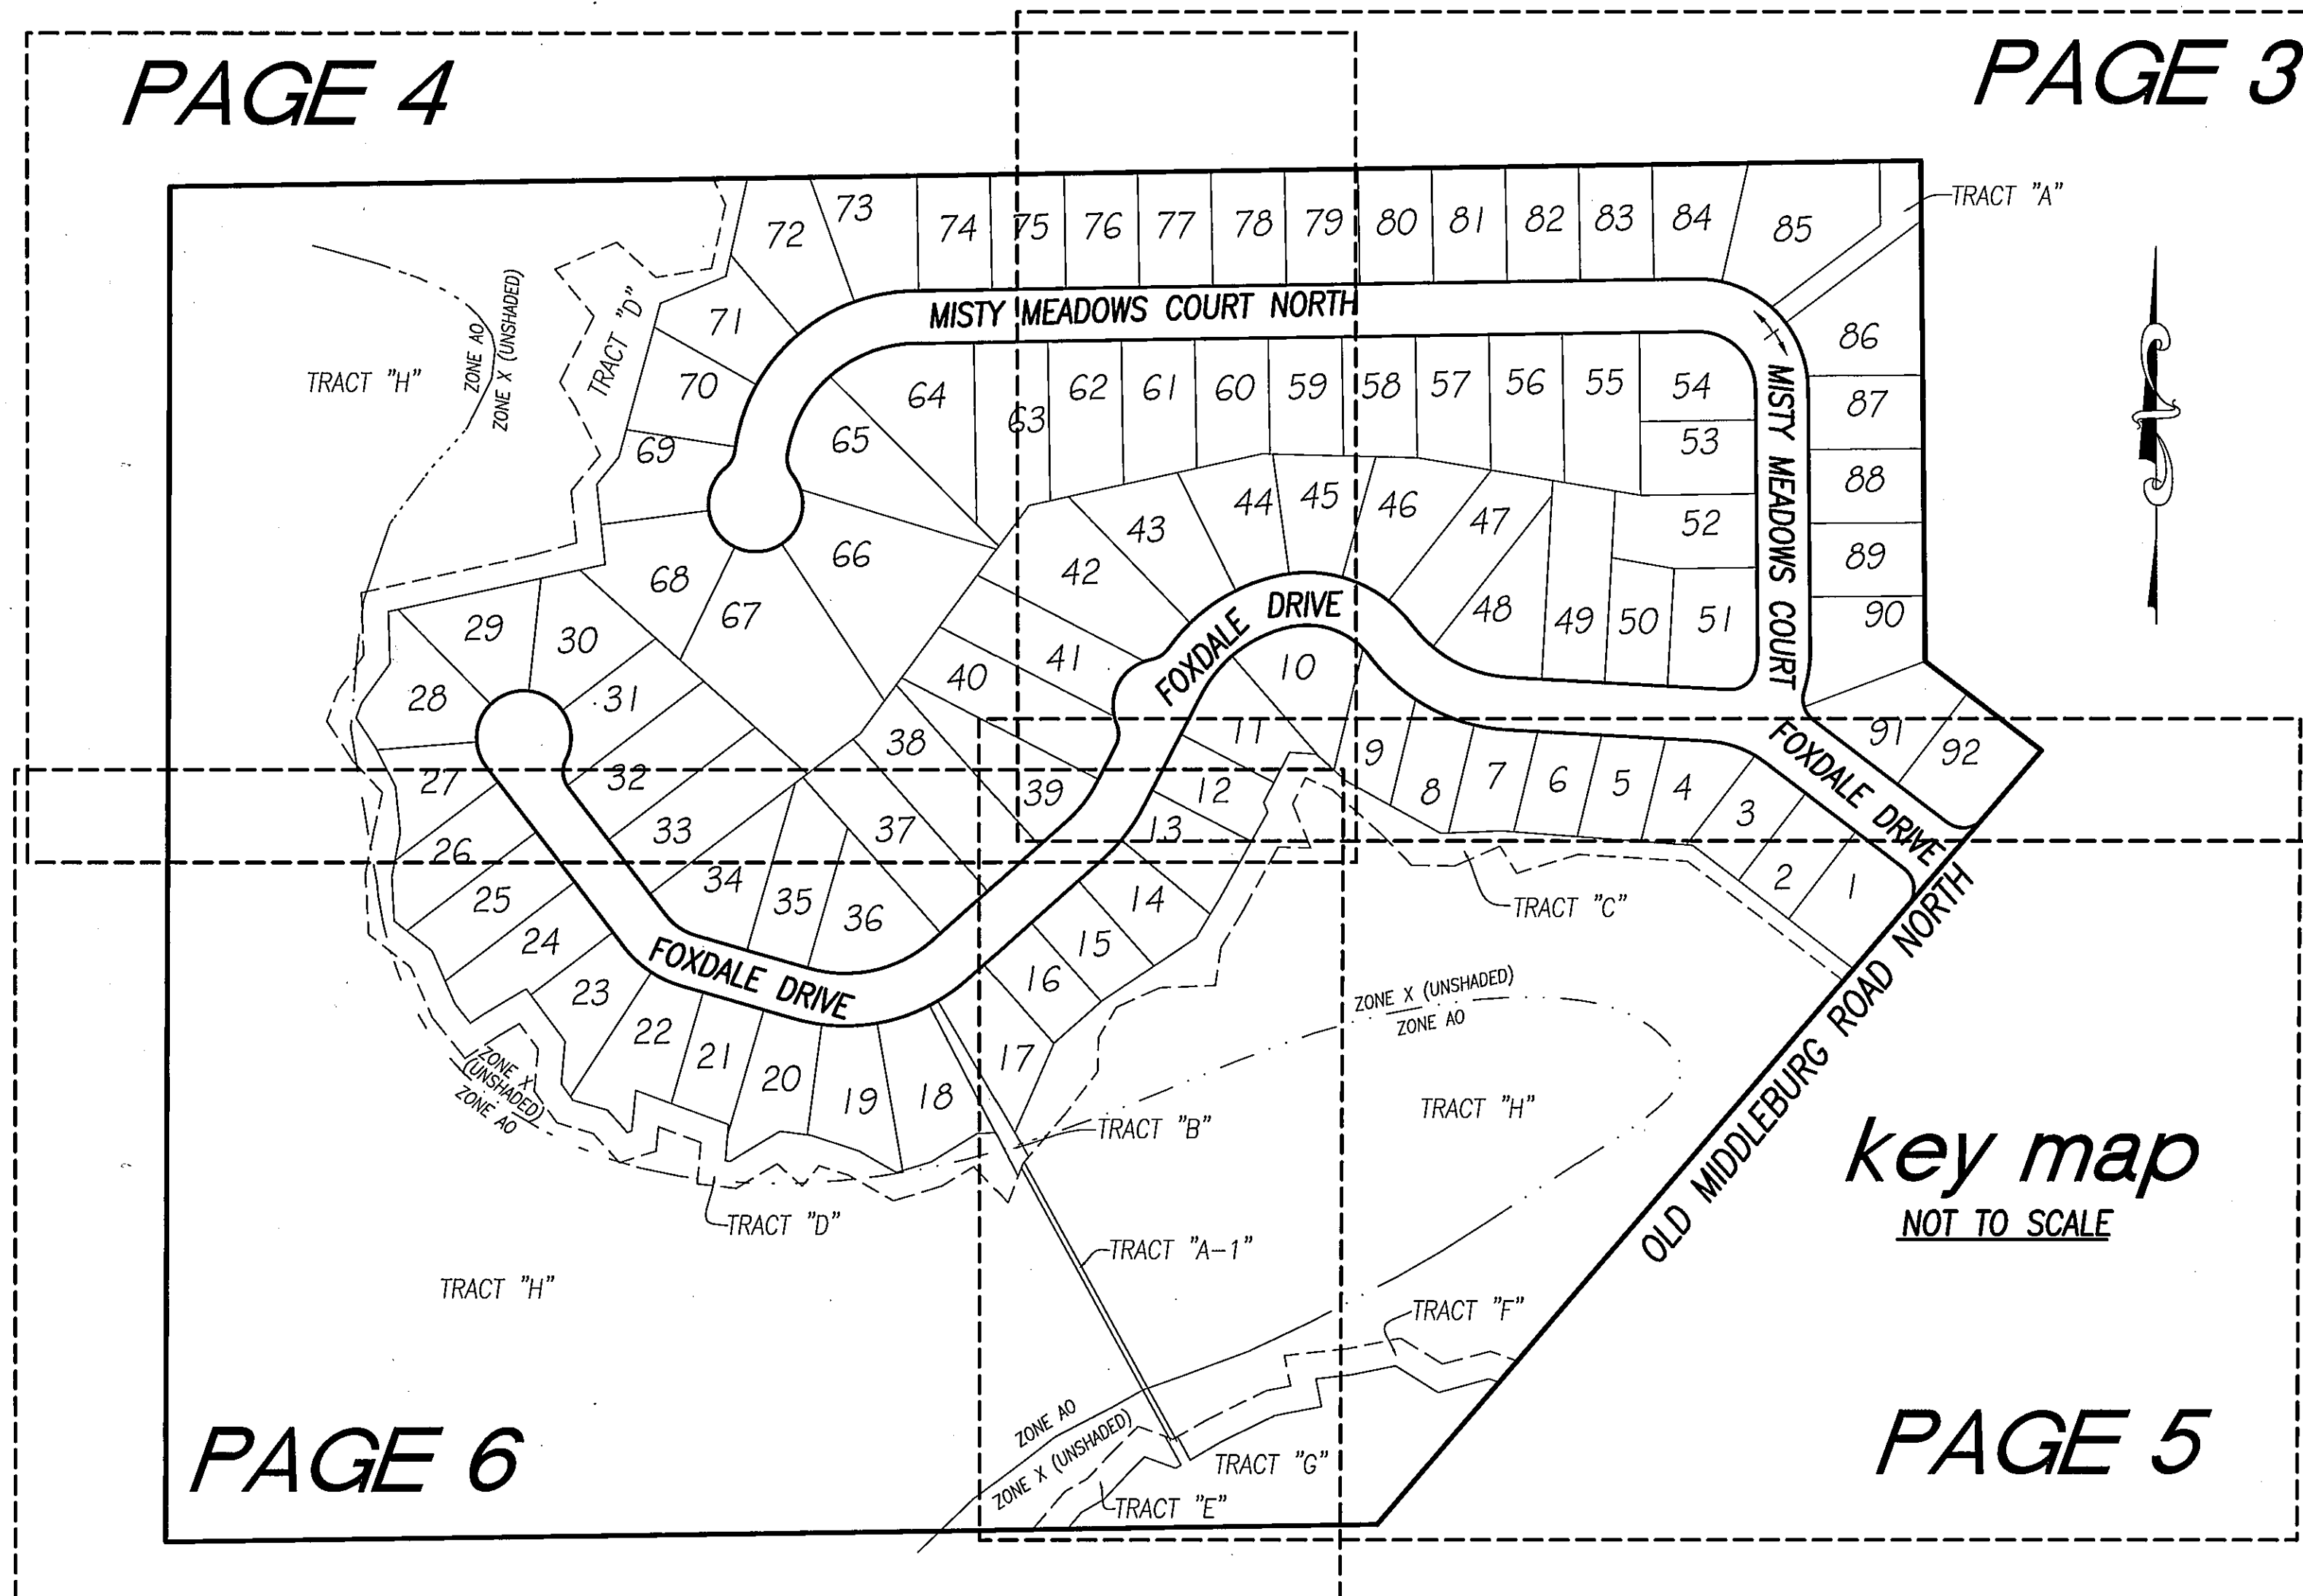 PAGE 4
PAGE 3
TRACT "A"
72
73
74
75
76
77
78
79
80
81
82
83
84
85
MISTY MEADOWS COURT NORTH
71
70
69
TRACT "D"
ZONE AO
ZONE X (UNSHADED)
TRACT "H"
64
63
62
61
60
59
58
57
56
55
54
53
86
87
88
89
90
MISTY MEADOWS COURT
65
66
67
68
42
43
44
45
46
47
48
49
50
51
52
29
30
28
31
27
32
26
33
25
34
24
35
23
36
22
37
21
38
20
39
19
40
18
41
FOXDALE DRIVE
10
11
12
13
14
15
16
17
9
8
7
6
5
4
3
2
1
91
92
FOXDALE DRIVE
FOXDALE DRIVE
TRACT "C"
OLD MIDDLEBURG ROAD NORTH
ZONE X (UNSHADED)
ZONE AO
ZONE X
(UNSHADED)
ZONE AO
TRACT "B"
TRACT "H"
TRACT "D"
TRACT "A-1"
TRACT "H"
TRACT "F"
key map
NOT TO SCALE
ZONE AO
ZONE X (UNSHADED)
TRACT "G"
TRACT "E"
PAGE 6
PAGE 5